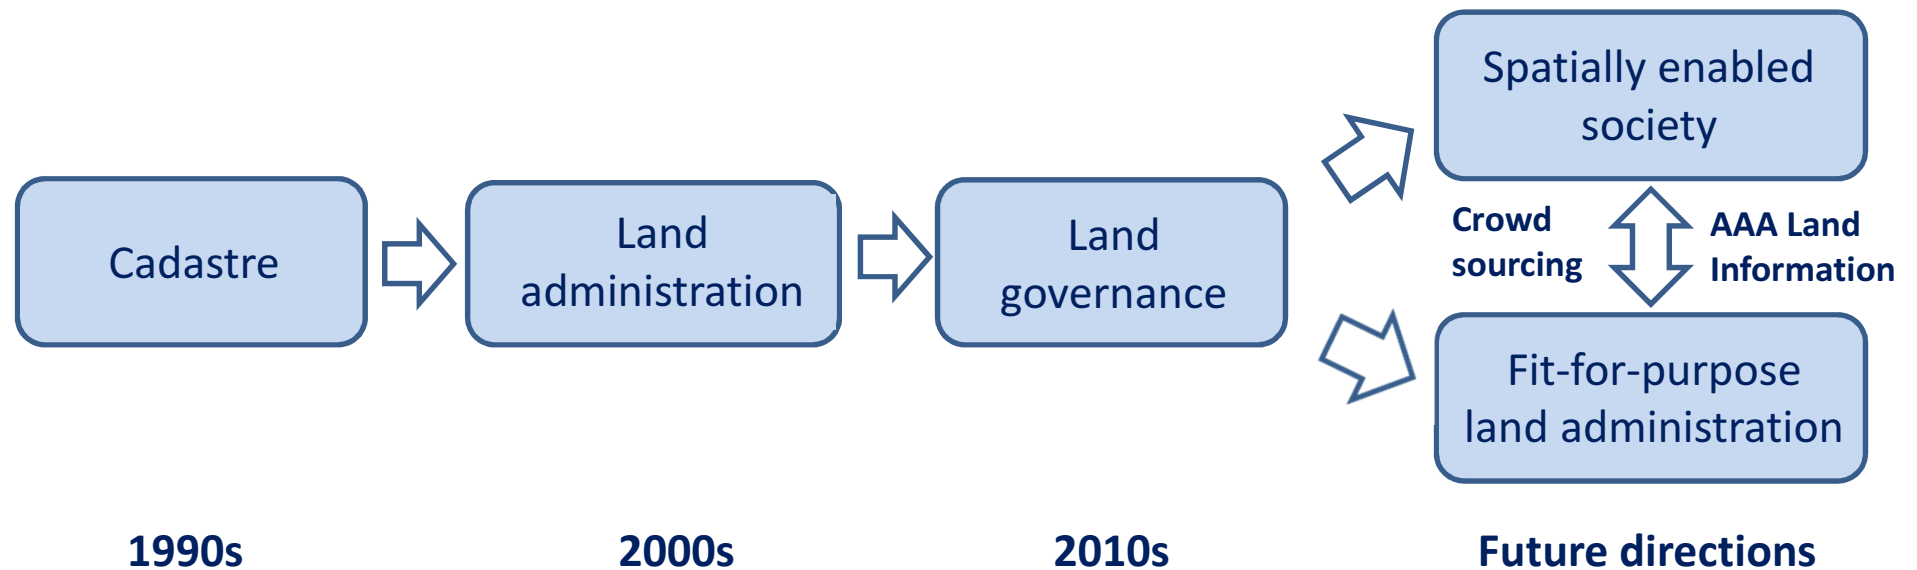 Cadastre
Land
administration
Land
governance
Spatially enabled
society
Crowd
sourcing
AAA Land
Information
Fit-for-purpose
land administration
1990s
2000s
2010s
Future directions